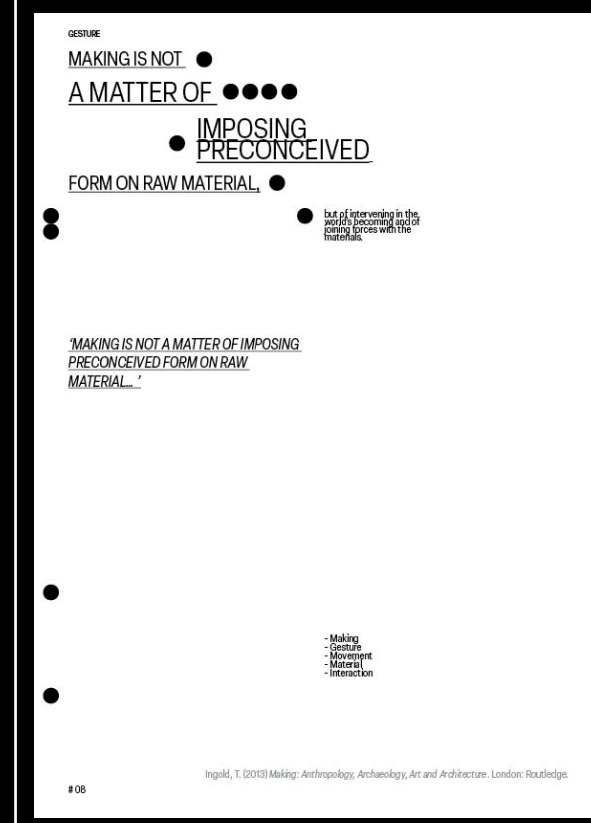 GESTURE
MAKING IS NOT
A MATTER OF
IMPOSING
PRECONCEIVED
FORM ON RAW MATERIAL,
but of intervening in the
world's becoming and of
joining forces with the
materials.
'MAKING IS NOT A MATTER OF IMPOSING
PRECONCEIVED FORM ON RAW
MATERIAL... '
- Making
- Gesture
- Movement
- Material
- Interaction
Ingold, T. (2013) Making: Anthropology, Archaeology, Art and Architecture. London: Routledge.
# 08